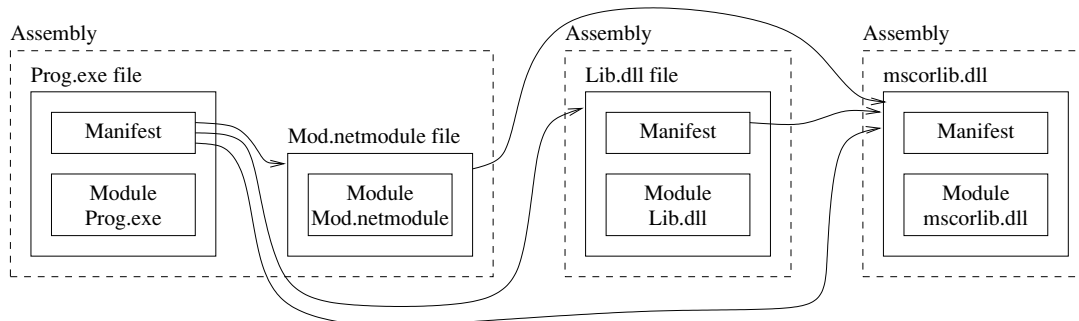 Assembly
Prog.exe file
Manifest
Module
Prog.exe
Mod.netmodule file
Module
Mod.netmodule
Assembly
Lib.dll file
Manifest
Module
Lib.dll
Assembly
mscorlib.dll
Manifest
Module
mscorlib.dll